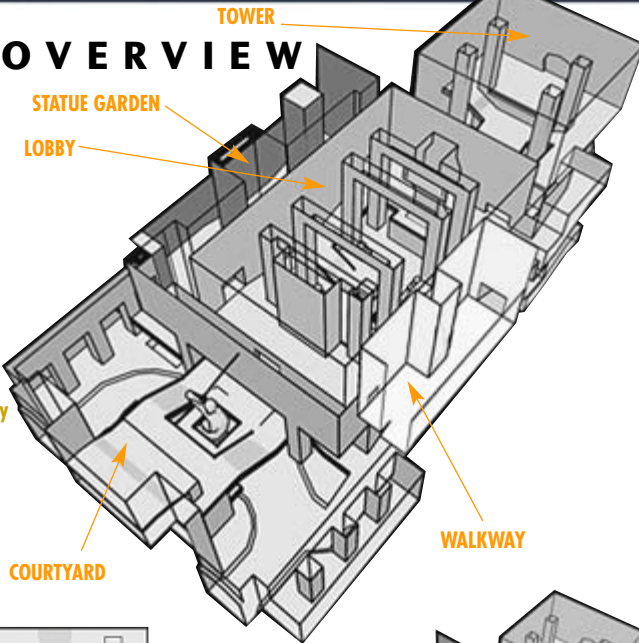 TOWER
OVERVIEW
STATUE GARDEN
LOBBY
y
WALKWAY
COURTYARD